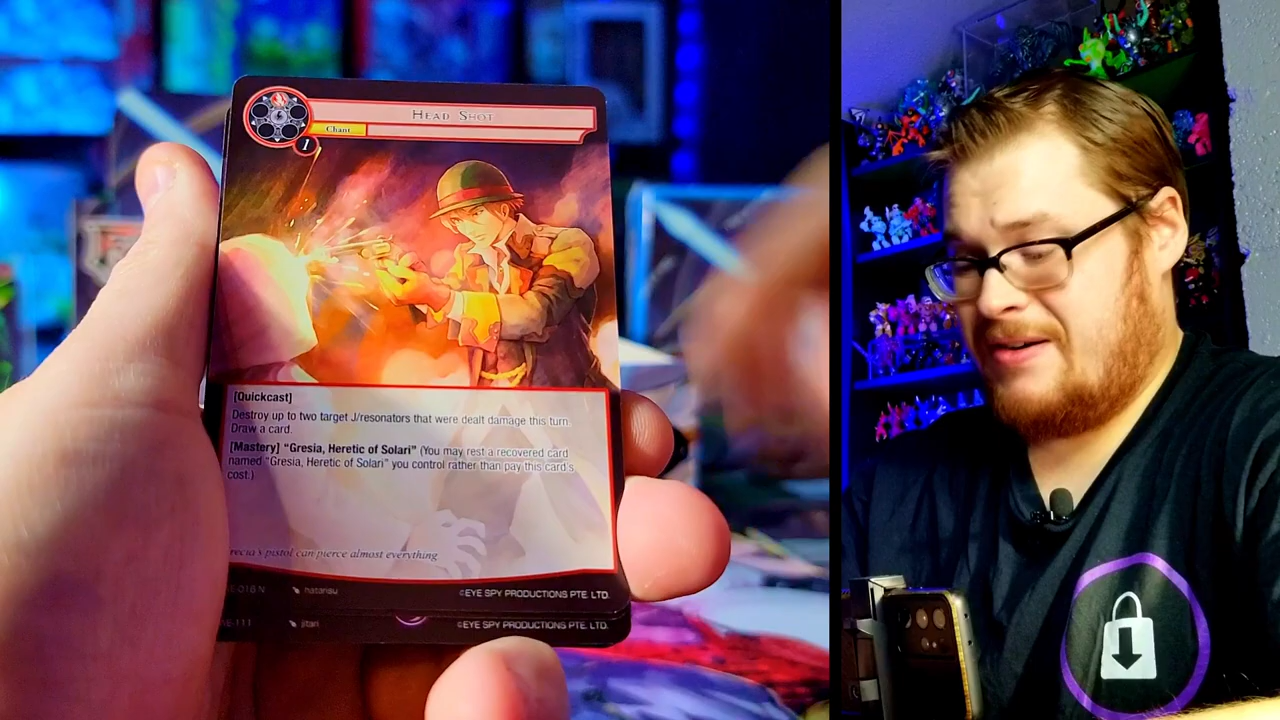 HEAD SHOT
Chant
1
[Quickcast]
Destroy up to two target J/resonators that were dealt damage this turn.
Draw a card.
[Mastery] “Gresia, Heretic of Solari” (You may rest a recovered card
named “Gresia, Heretic of Solari” you control rather than pay this card's
cost.)
pistol can pierce almost everything
hatanau ©EYE SPY PRODUCTIONS PTE. LTD.
-111 jitari ©EYE SPY PRODUCTIONS PTE. LTD.